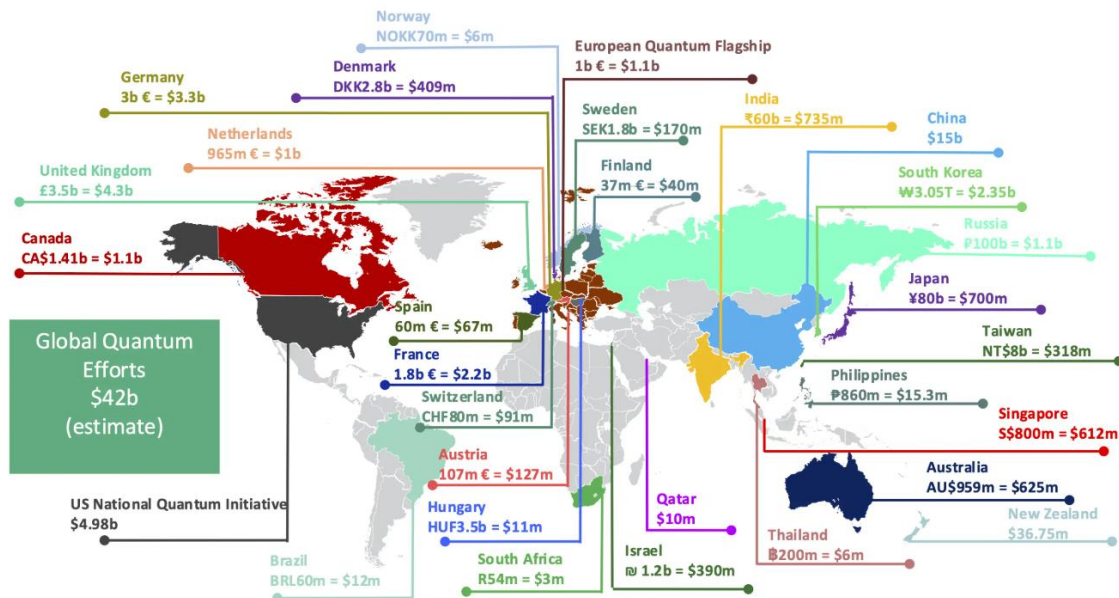 Norway
NOKK70m = $6m
European Quantum Flagship
1b € = $1.1b
Denmark
DKK2.8b = $409m
Germany
3b € = $3.3b
India
₹60b = $735m
Sweden
SEK1.8b = $170m
China
$15b
Netherlands
965m € = $1b
Finland
37m € = $40m
United Kingdom
£3.5b = $4.3b
South Korea
₩3.05T = $2.35b
Russia
₽100b = $1.1b
Canada
CA$1.41b = $1.1b
Japan
¥80b = $700m
Spain
60m € = $67m
Global Quantum
Efforts
$42b
(estimate)
Taiwan
NT$8b = $318m
France
1.8b € = $2.2b
Philippines
₱860m = $15.3m
Switzerland
CHF80m = $91m
Singapore
S$800m = $612m
Austria
107m € = $127m
Australia
AU$959m = $625m
US National Quantum Initiative
$4.98b
Qatar
$10m
Hungary
HUF3.5b = $11m
New Zealand
$36.75m
Thailand
฿200m = $6m
Israel
₪ 1.2b = $390m
South Africa
R54m = $3m
Brazil
BRL60m = $12m